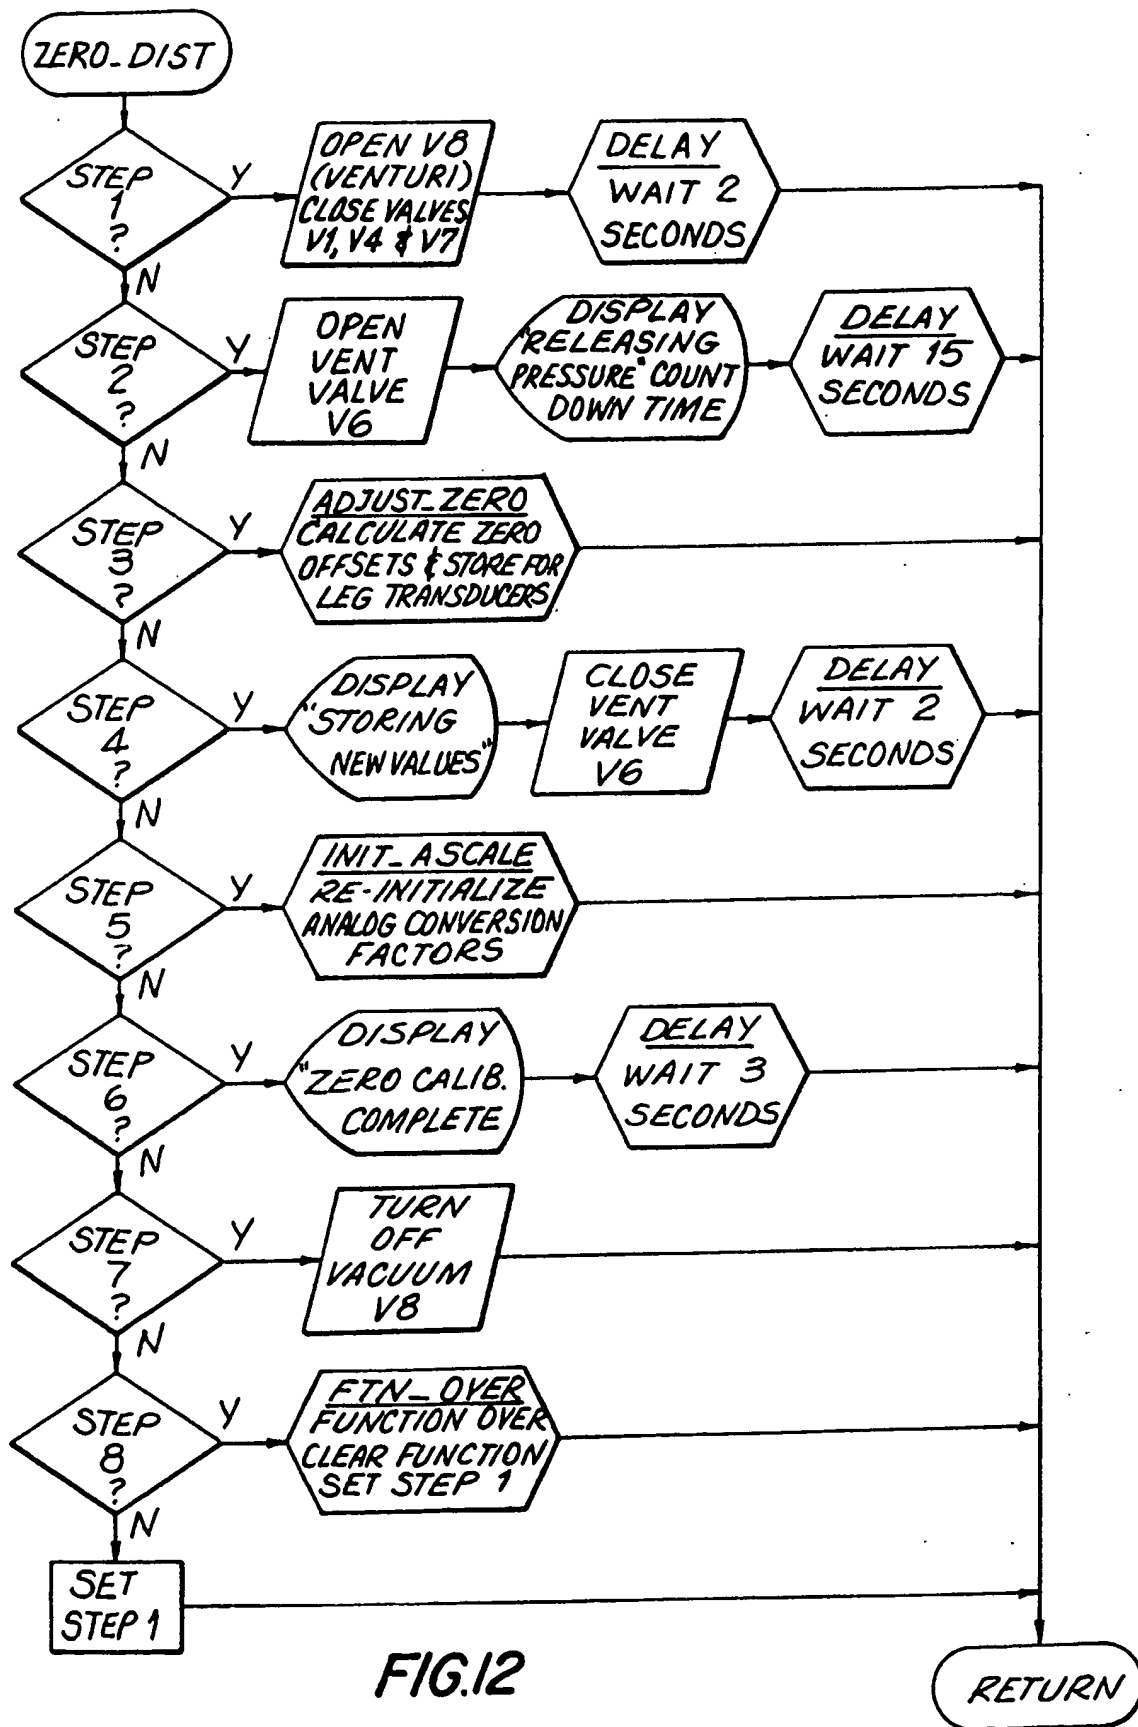 ZERO_DIST
STEP
1
?
Y
N
OPEN V8
(VENTURI)
CLOSE VALVES
V1, V4 & V7
DELAY
WAIT 2
SECONDS
STEP
2
?
Y
N
OPEN
VENT
VALVE
V6
DISPLAY
"RELEASING
PRESSURE" COUNT
DOWN TIME
DELAY
WAIT 15
SECONDS
STEP
3
?
Y
N
ADJUST_ZERO
CALCULATE ZERO
OFFSETS & STORE FOR
LEG TRANSDUCERS
STEP
4
?
Y
N
DISPLAY
"STORING
NEW VALUES"
CLOSE
VENT
VALVE
V6
DELAY
WAIT 2
SECONDS
STEP
5
?
Y
N
INIT_ASCALE
RE-INITIALIZE
ANALOG CONVERSION
FACTORS
STEP
6
?
Y
N
DISPLAY
"ZERO CALIB.
COMPLETE
DELAY
WAIT 3
SECONDS
STEP
7
?
Y
N
TURN
OFF
VACUUM
V8
STEP
8
?
Y
N
FTN_OVER
FUNCTION OVER
CLEAR FUNCTION
SET STEP 1
SET
STEP 1
RETURN
FIG.12